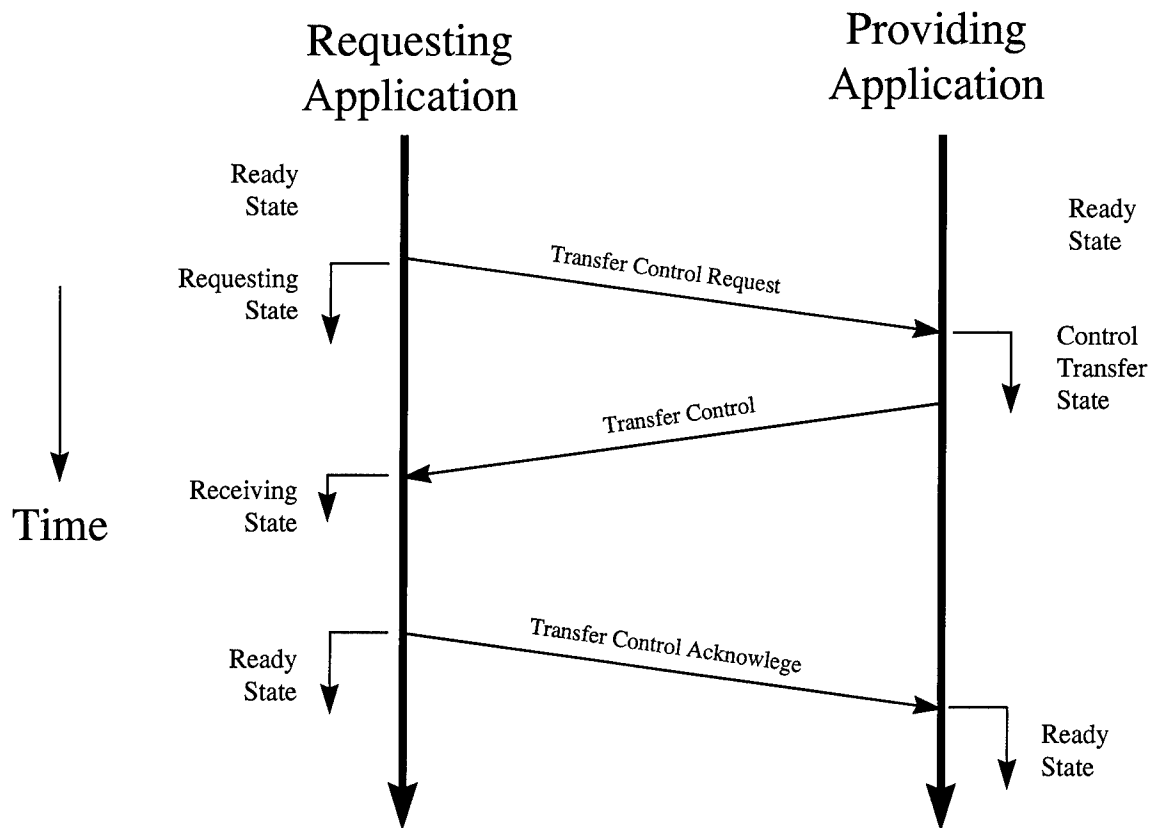 Requesting
Application
Providing
Application
Ready
State
Ready
State
Transfer Control Request
Requesting
State
Control
Transfer
State
Transfer Control
Receiving
State
Time
Transfer Control Acknowlege
Ready
State
Ready
State